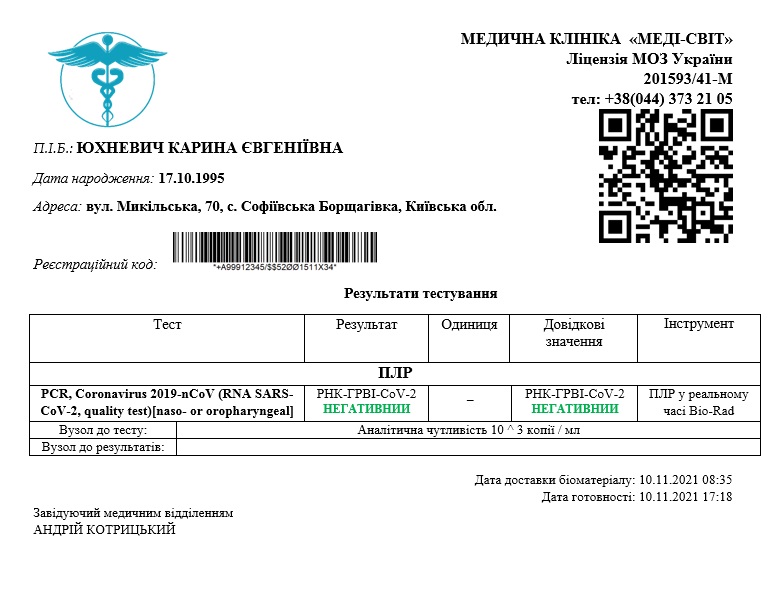 МЕДИЧНА КЛІНІКА «МЕДІ-СВІТ»
Ліцензія МОЗ України
201593/41-М
тел: +38(044) 373 21 05
П.І.Б.: ЮХНЕВИЧ КАРИНА ЄВГЕНІЇВНА
Дата народження: 17.10.1995
Адреса: вул. Микільська, 70, с. Софіївська Борщагівка, Київська обл.
Реєстраційний код:
*+A99912345/$$52ØØ1511X34*
Результати тестування
Тест Результат Одиниця Довідкові значення Інструмент
ПЛР
PCR, Coronavirus 2019-nCoV (RNA SARS-CoV-2, quality test)[naso- or oropharyngeal] РНК-ГРВІ-CoV-2 НЕГАТИВНИИ – РНК-ГРВІ-CoV-2 НЕГАТИВНИИ ПЛР у реальному часі Bio-Rad
Вузол до тесту: Аналітична чутливість 10 ^ 3 копії / мл
Вузол до результатів:
Дата доставки біоматеріалу: 10.11.2021 08:35
Дата готовності: 10.11.2021 17:18
Завідуючий медичним відділенням
АНДРІЙ КОТРИЦЬКИЙ